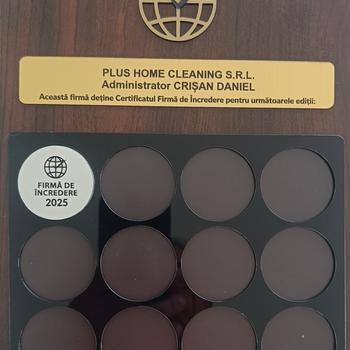 PLUS HOME CLEANING S.R.L.
Administrator CRIȘAN DANIEL
Această firmă deține Certificatul Firmă de Încredere pentru următoarele ediții:
FIRMĂ DE
ÎNCREDERE
2025